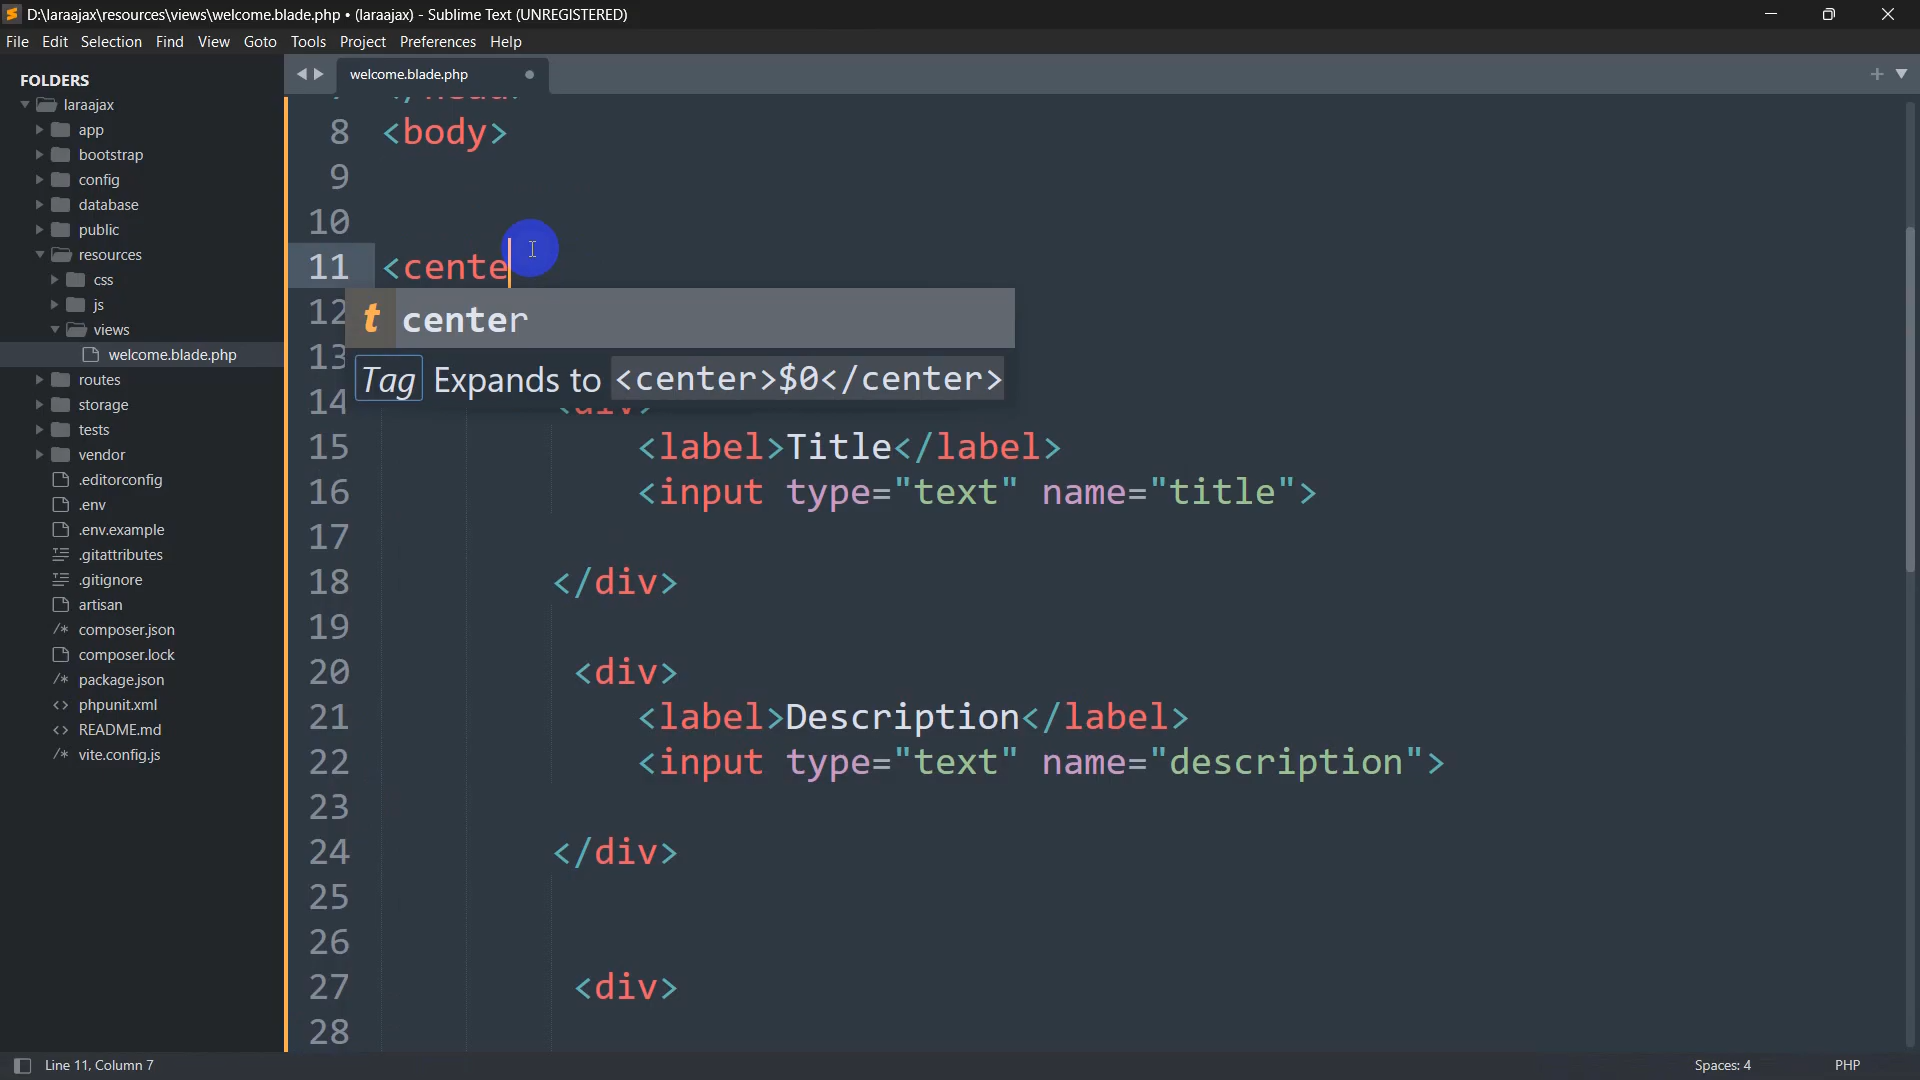 D:\laraajax\resources\views\welcome.blade.php • (laraajax) - Sublime Text (UNREGISTERED)
File Edit Selection Find View Goto Tools Project Preferences Help
FOLDERS
laraajax
app
bootstrap
config
database
public
resources
css
js
views
welcome.blade.php
routes
storage
tests
vendor
.editorconfig
.env
.env.example
.gitattributes
.gitignore
artisan
/* composer.json
composer.lock
/* package.json
<> phpunit.xml
<> README.md
/* vite.config.js
welcome.blade.php
8 <body>
9
10
11 <cente
12
t center
13
Tag Expands to <center>$0</center>
14 <div>
15 <label>Title</label>
16 <input type="text" name="title">
17
18 </div>
19
20 <div>
21 <label>Description</label>
22 <input type="text" name="description">
23
24 </div>
25
26
27 <div>
28
Line 11, Column 7
Spaces: 4
PHP